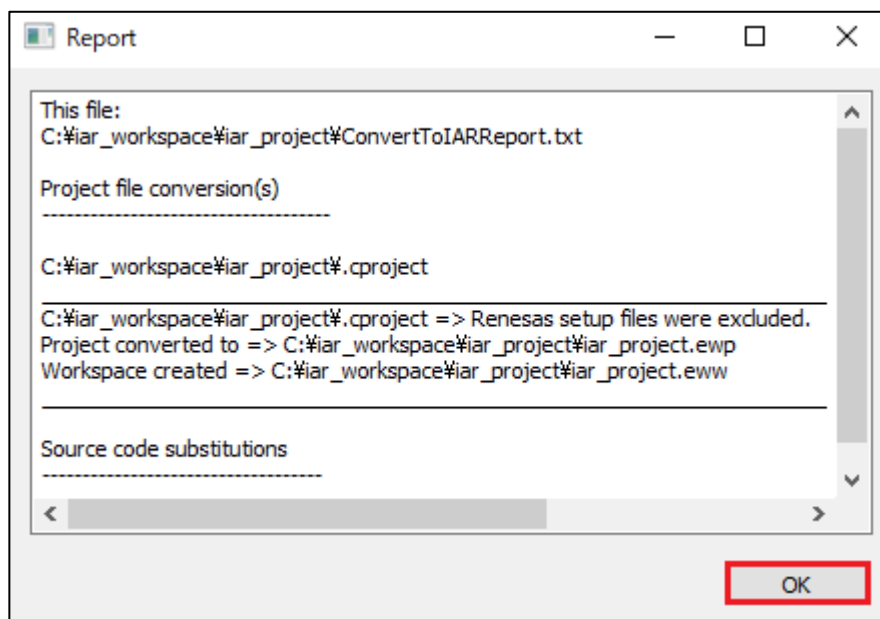 Report
This file:
C:¥iar_workspace¥iar_project¥ConvertToIARReport.txt
Project file conversion(s)
------------------------------------
C:¥iar_workspace¥iar_project¥.cproject
C:¥iar_workspace¥iar_project¥.cproject => Renesas setup files were excluded.
Project converted to => C:¥iar_workspace¥iar_project¥iar_project.ewp
Workspace created => C:¥iar_workspace¥iar_project¥iar_project.eww
Source code substitutions
-----------------------------------
OK